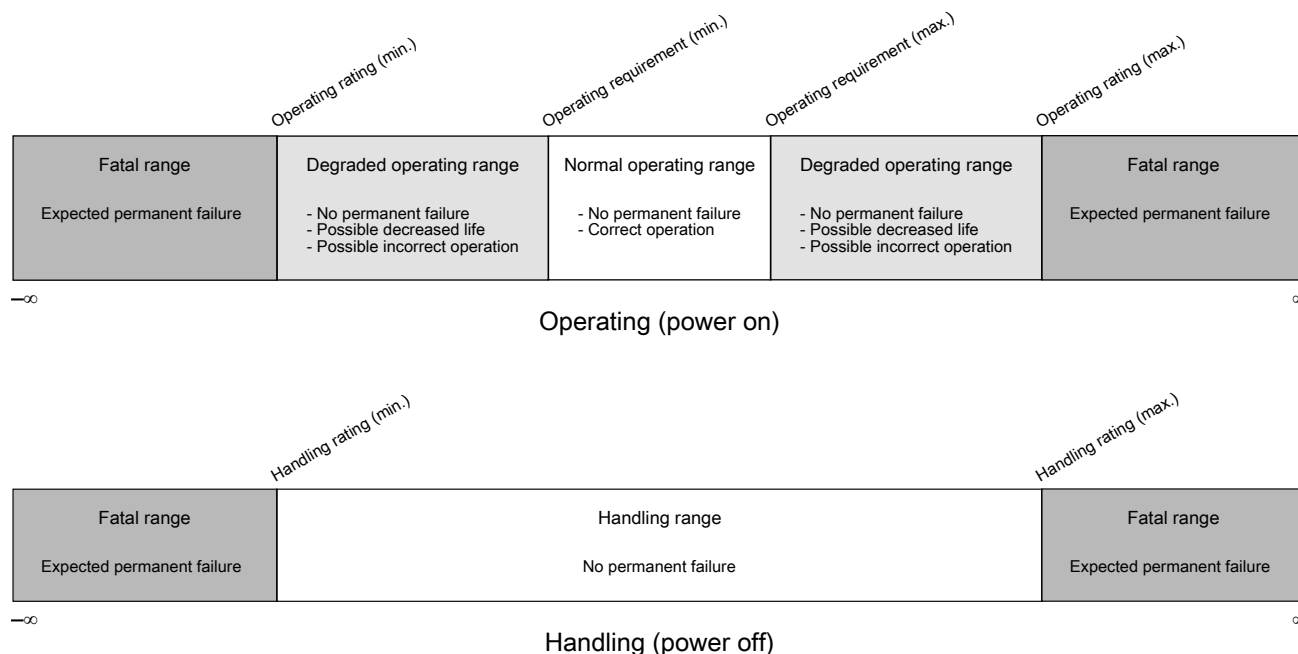 Operating rating (min.)
Operating requirement (min.)
Operating requirement (max.)
Operating rating (max.)
Fatal range
Expected permanent failure
Degraded operating range
- No permanent failure
- Possible decreased life
- Possible incorrect operation
Normal operating range
- No permanent failure
- Correct operation
Degraded operating range
- No permanent failure
- Possible decreased life
- Possible incorrect operation
Fatal range
Expected permanent failure
–∞
Operating (power on)
Handling rating (min.)
Handling rating (max.)
Fatal range
Expected permanent failure
Handling range
No permanent failure
Fatal range
Expected permanent failure
–∞
Handling (power off)